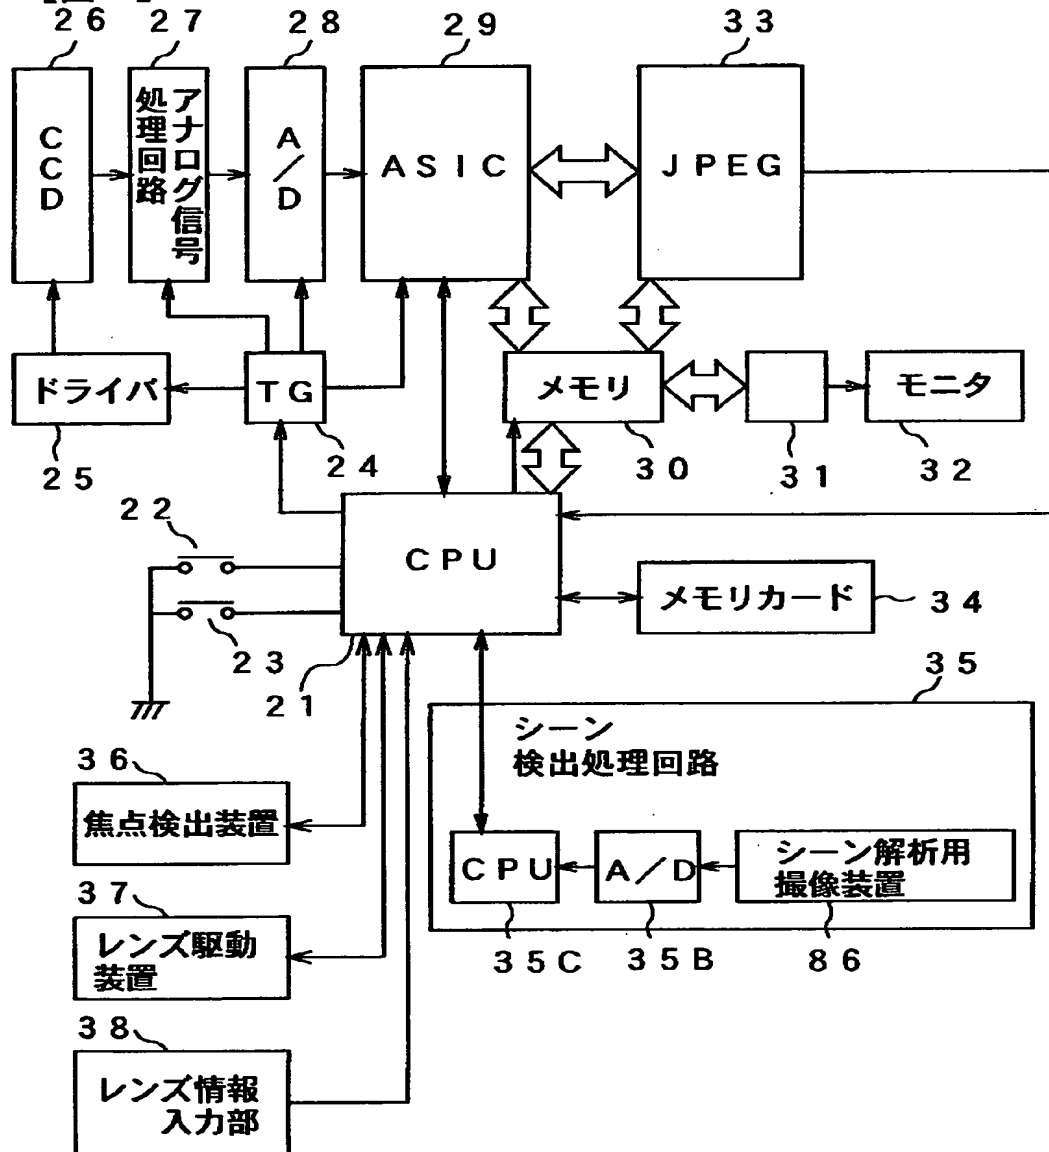 26
27
28
29
33
CCD
アナログ信号
処理回路
A/D
ASIC
JPEG
ドライバ
TG
メモリ
モニタ
25
24
30
31
32
22
CPU
メモリカード
34
23
21
35
シーン
検出処理回路
36
焦点検出装置
CPU
A/D
シーン解析用
撮像装置
37
レンズ駆動
装置
35C
35B
86
38
レンズ情報
入力部